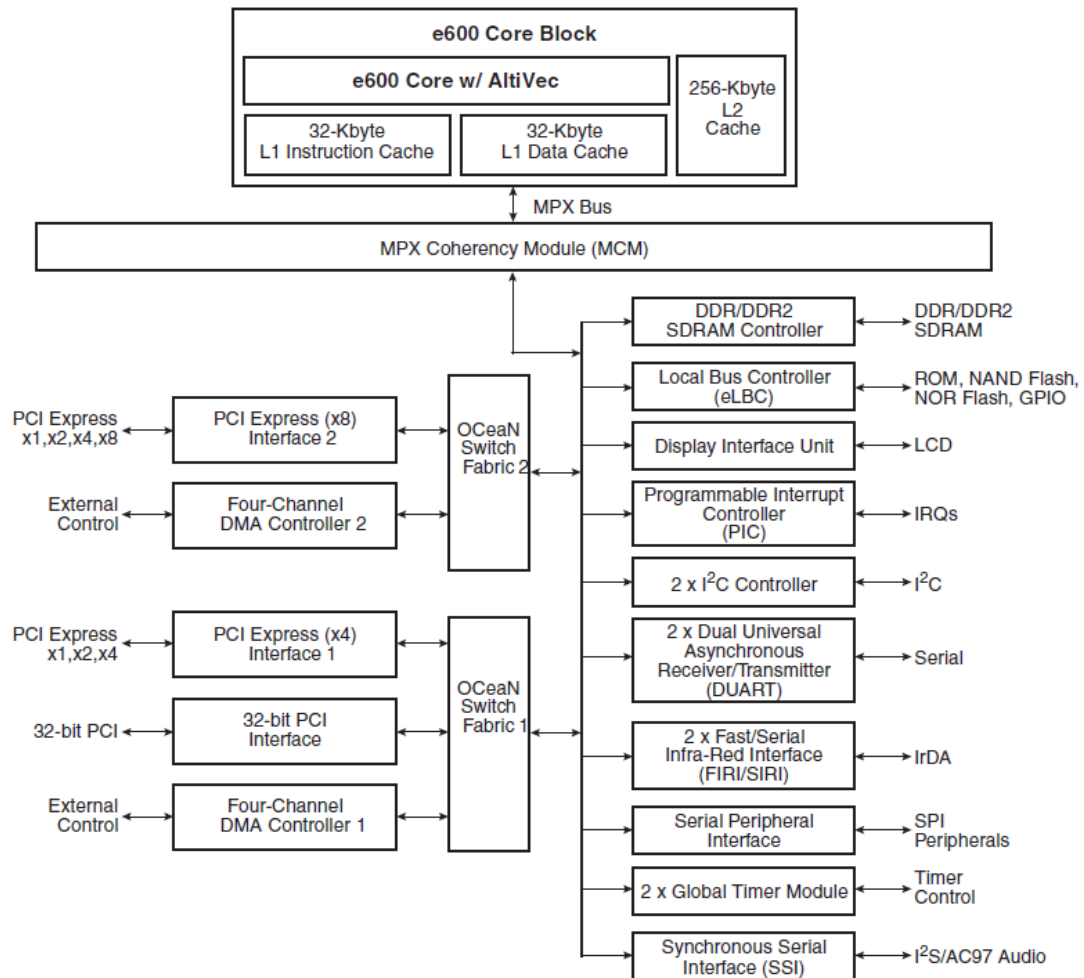 e600 Core Block
e600 Core w/ AltiVec
256-Kbyte
L2
Cache
32-Kbyte
L1 Instruction Cache
32-Kbyte
L1 Data Cache
MPX Bus
MPX Coherency Module (MCM)
DDR/DDR2
SDRAM Controller
DDR/DDR2
SDRAM
Local Bus Controller
(eLBC)
ROM, NAND Flash,
NOR Flash, GPIO
Display Interface Unit
LCD
Programmable Interrupt
Controller
(PIC)
IRQs
2 x I²C Controller
I²C
2 x Dual Universal
Asynchronous
Receiver/Transmitter
(DUART)
Serial
2 x Fast/Serial
Infra-Red Interface
(FIRI/SIRI)
IrDA
Serial Peripheral
Interface
SPI
Peripherals
2 x Global Timer Module
Timer
Control
Synchronous Serial
Interface (SSI)
I²S/AC97 Audio
PCI Express
x1,x2,x4,x8
PCI Express (x8)
Interface 2
OCeaN
Switch
Fabric 2
External
Control
Four-Channel
DMA Controller 2
PCI Express
x1,x2,x4
PCI Express (x4)
Interface 1
OCeaN
Switch
Fabric 1
32-bit PCI
32-bit PCI
Interface
External
Control
Four-Channel
DMA Controller 1